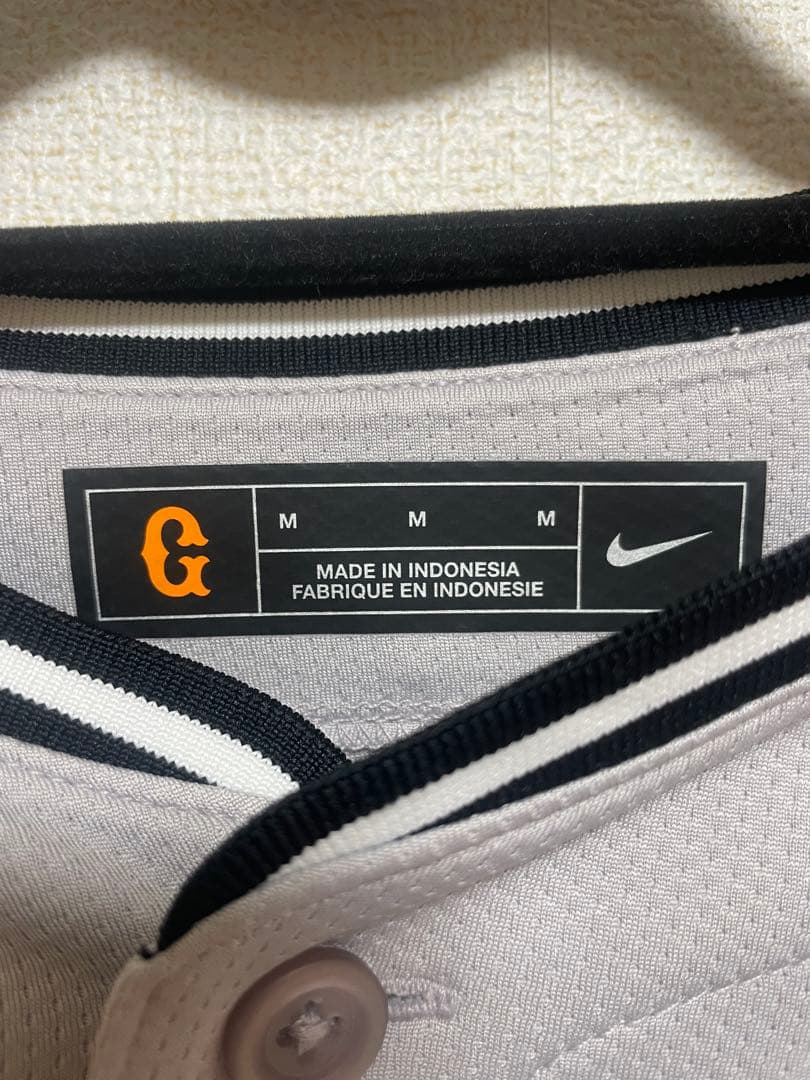 G
M M M
MADE IN INDONESIA
FABRIQUE EN INDONESIE